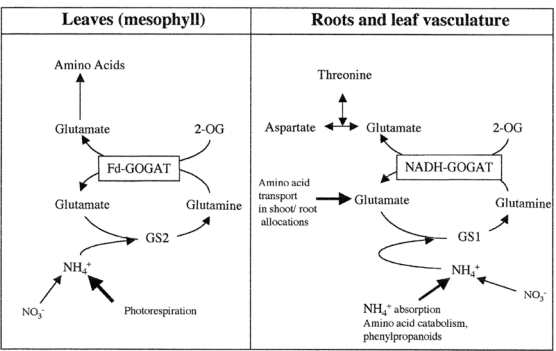 Leaves (mesophyll)
Amino Acids
Glutamate
2-OG
Fd-GOGAT
Glutamate
Glutamine
GS2
NH₄⁺
NO₃⁻
Photorespiration
Roots and leaf vasculature
Threonine
Aspartate
Glutamate
2-OG
NADH-GOGAT
Amino acid
transport
in shoot/ root
allocations
Glutamate
Glutamine
GS1
NH₄⁺
NO₃⁻
NH₄⁺ absorption
Amino acid catabolism,
phenylpropanoids